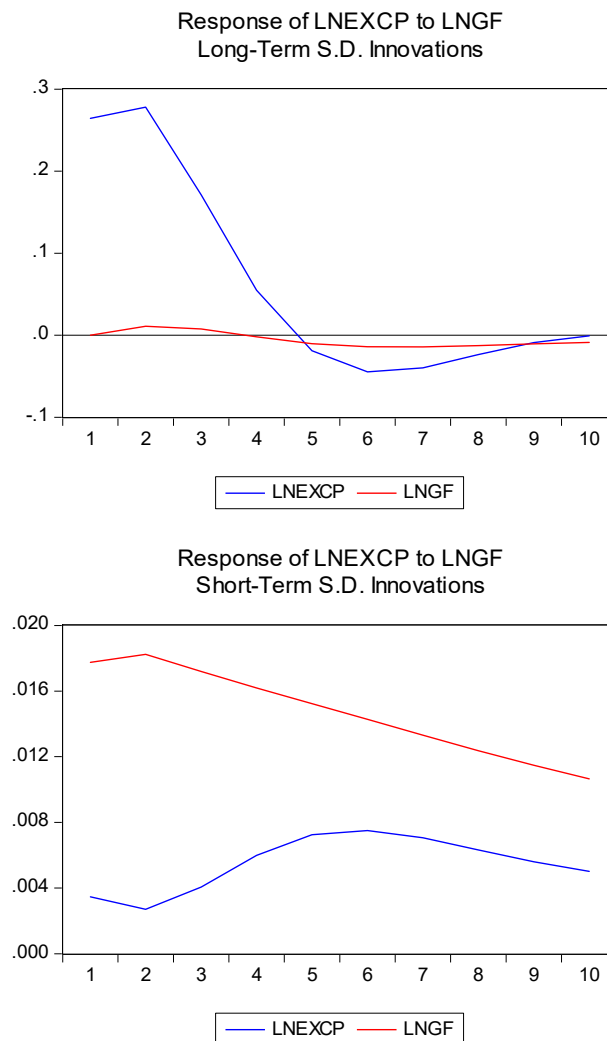 Response of LNEXCP to LNGF
Long-Term S.D. Innovations
.3
.2
.1
.0
-.1
1 2 3 4 5 6 7 8 9 10
LNEXCP LNGF
Response of LNEXCP to LNGF
Short-Term S.D. Innovations
.020
.016
.012
.008
.004
.000
1 2 3 4 5 6 7 8 9 10
LNEXCP LNGF